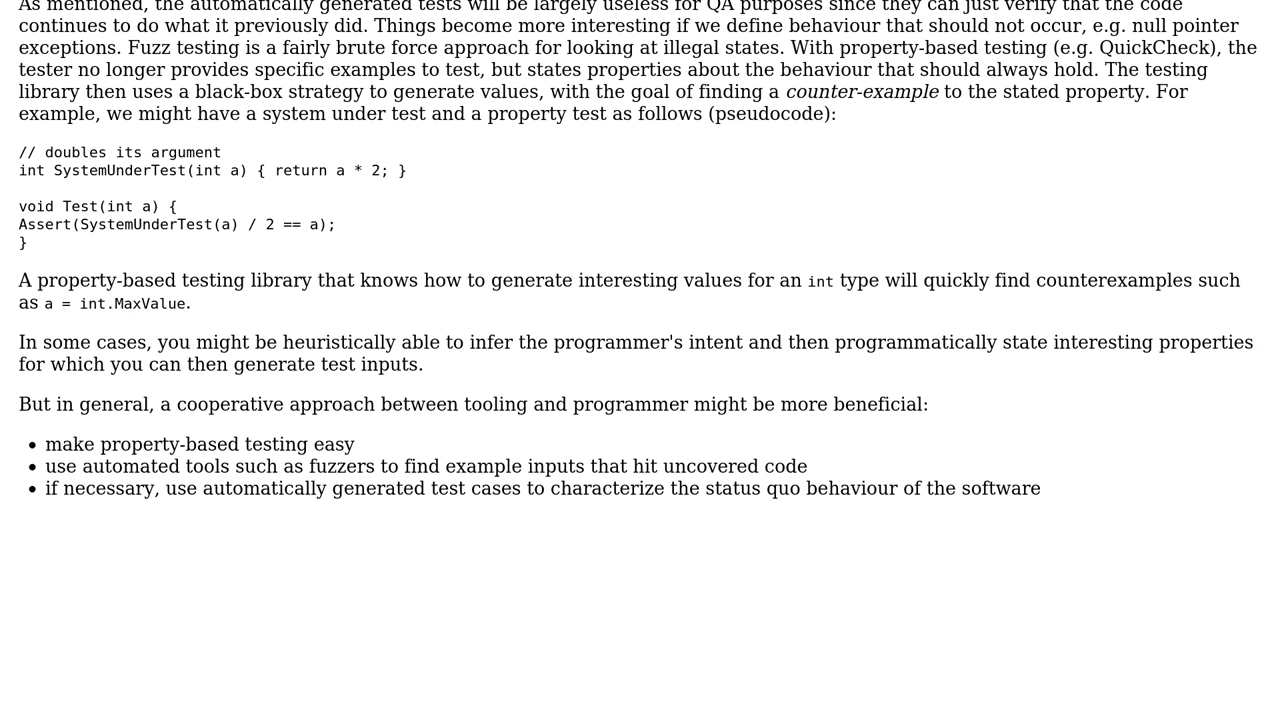 As mentioned, the automatically generated tests will be largely useless for QA purposes since they can just verify that the code
continues to do what it previously did. Things become more interesting if we define behaviour that should not occur, e.g. null pointer
exceptions. Fuzz testing is a fairly brute force approach for looking at illegal states. With property-based testing (e.g. QuickCheck), the
tester no longer provides specific examples to test, but states properties about the behaviour that should always hold. The testing
library then uses a black-box strategy to generate values, with the goal of finding a counter-example to the stated property. For
example, we might have a system under test and a property test as follows (pseudocode):
// doubles its argument
int SystemUnderTest(int a) { return a * 2; }
void Test(int a) {
Assert(SystemUnderTest(a) / 2 == a);
}
A property-based testing library that knows how to generate interesting values for an int type will quickly find counterexamples such
as a = int.MaxValue.
In some cases, you might be heuristically able to infer the programmer's intent and then programmatically state interesting properties
for which you can then generate test inputs.
But in general, a cooperative approach between tooling and programmer might be more beneficial:
• make property-based testing easy
• use automated tools such as fuzzers to find example inputs that hit uncovered code
• if necessary, use automatically generated test cases to characterize the status quo behaviour of the software